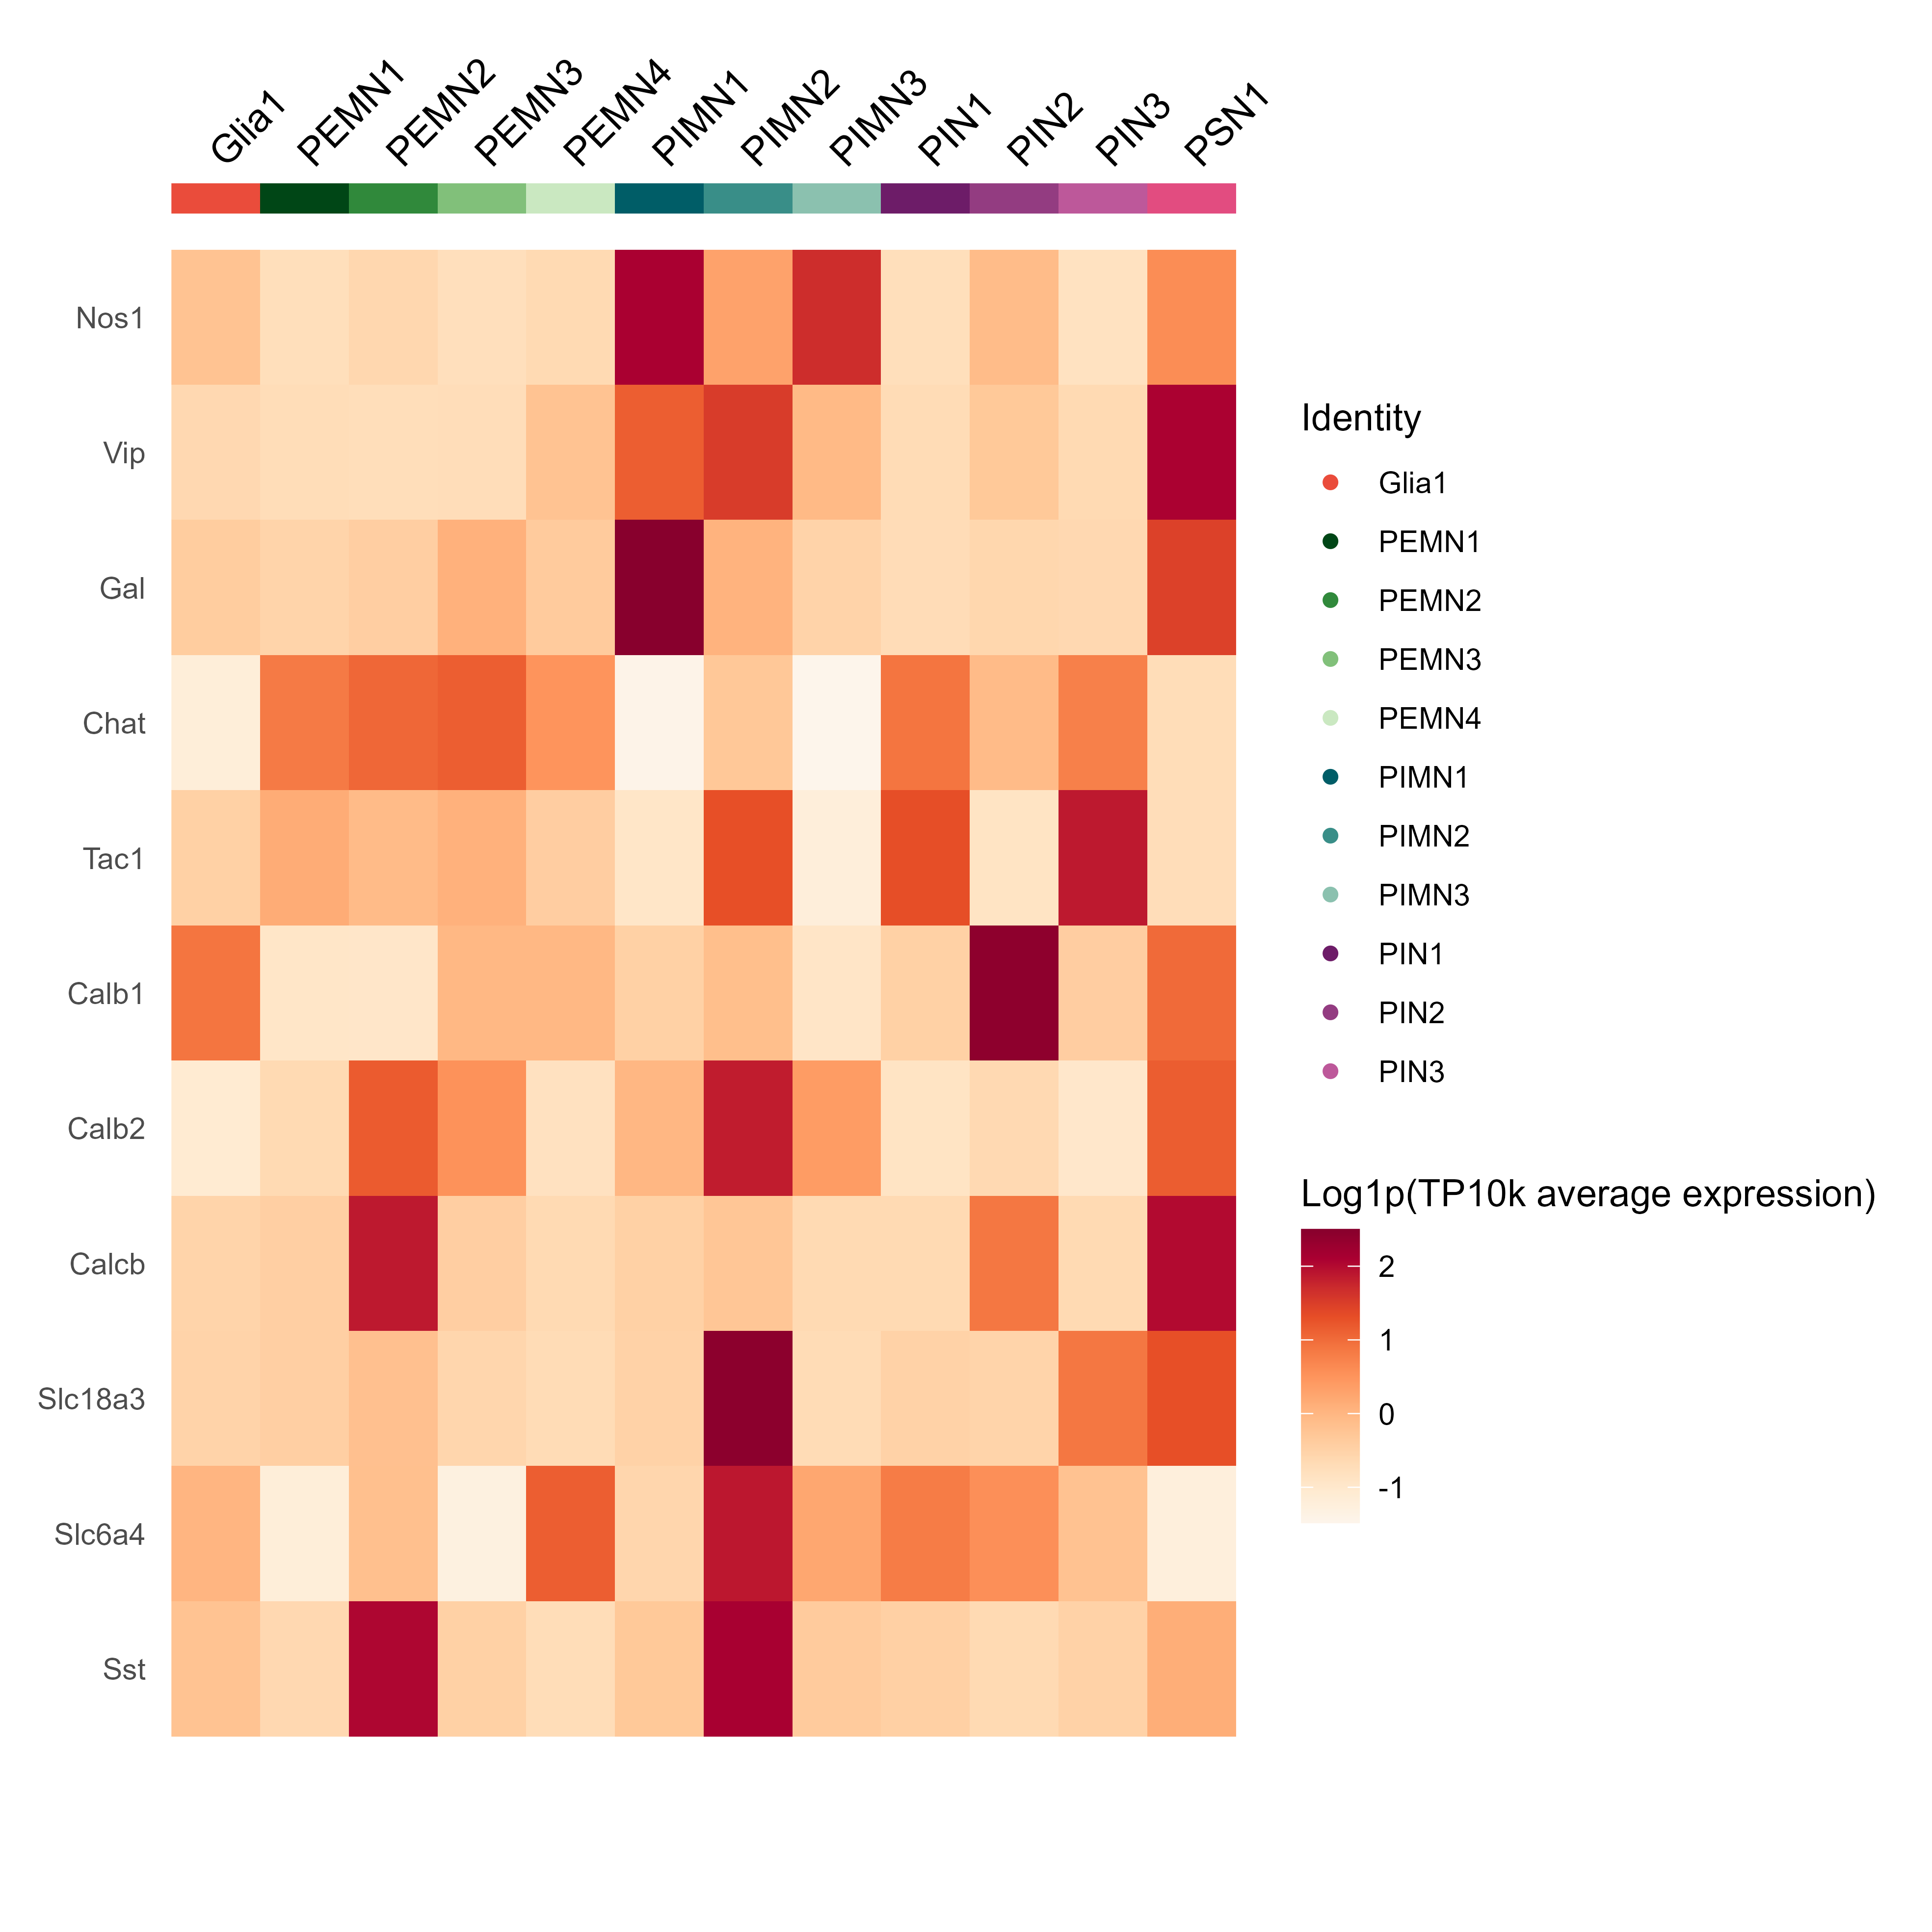 Glia1
PEMN1
PEMN2
PEMN3
PEMN4
PIMN1
PIMN2
PIMN3
PIN1
PIN2
PIN3
PSN1
Nos1
Vip
Gal
Chat
Tac1
Calb1
Calb2
Calcb
Slc18a3
Slc6a4
Sst
Identity
Glia1
PEMN1
PEMN2
PEMN3
PEMN4
PIMN1
PIMN2
PIMN3
PIN1
PIN2
PIN3
Log1p(TP10k average expression)
2
1
0
-1